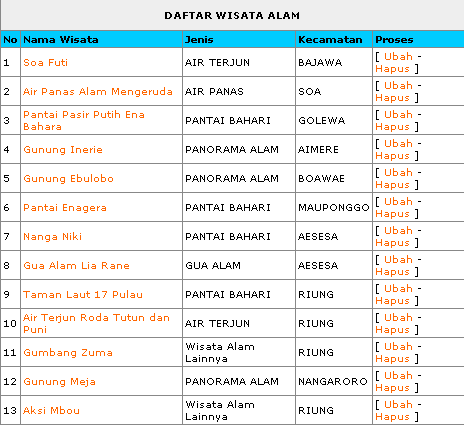 DAFTAR WISATA ALAM
No Nama Wisata Jenis Kecamatan Proses
1 Soa Futi AIR TERJUN BAJAWA [ Ubah - Hapus ]
2 Air Panas Alam Mengeruda AIR PANAS SOA [ Ubah - Hapus ]
3 Pantai Pasir Putih Ena Bahara PANTAI BAHARI GOLEWA [ Ubah - Hapus ]
4 Gunung Inerie PANORAMA ALAM AIMERE [ Ubah - Hapus ]
5 Gunung Ebulobo PANORAMA ALAM BOAWAE [ Ubah - Hapus ]
6 Pantai Enagera PANTAI BAHARI MAUPONGGO [ Ubah - Hapus ]
7 Nanga Niki PANTAI BAHARI AESESA [ Ubah - Hapus ]
8 Gua Alam Lia Rane GUA ALAM AESESA [ Ubah - Hapus ]
9 Taman Laut 17 Pulau PANTAI BAHARI RIUNG [ Ubah - Hapus ]
10 Air Terjun Roda Tutun dan Puni AIR TERJUN RIUNG [ Ubah - Hapus ]
11 Gumbang Zuma Wisata Alam Lainnya RIUNG [ Ubah - Hapus ]
12 Gunung Meja PANORAMA ALAM NANGARORO [ Ubah - Hapus ]
13 Aksi Mbou Wisata Alam Lainnya RIUNG [ Ubah - Hapus ]